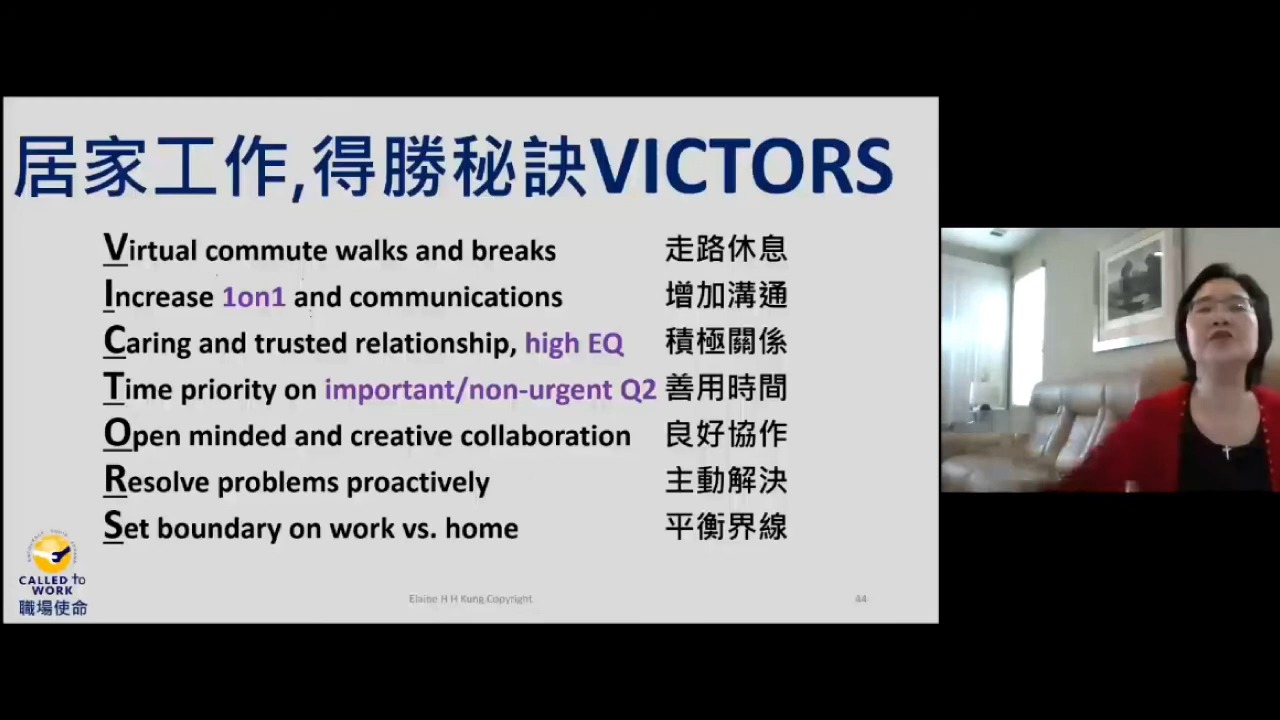 居家工作,得勝秘訣VICTORS
Virtual commute walks and breaks 走路休息
Increase 1on1 and communications 增加溝通
Caring and trusted relationship, high EQ 積極關係
Time priority on important/non-urgent Q2 善用時間
Open minded and creative collaboration 良好協作
Resolve problems proactively 主動解決
Set boundary on work vs. home 平衡界線
CALLED to
WORK
職場使命
Elaine H H Kung Copyright
44